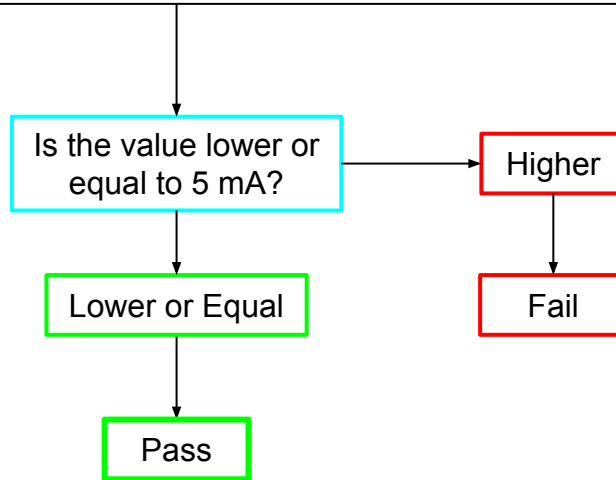 Is the value lower or
equal to 5 mA?
Higher
Lower or Equal
Fail
Pass